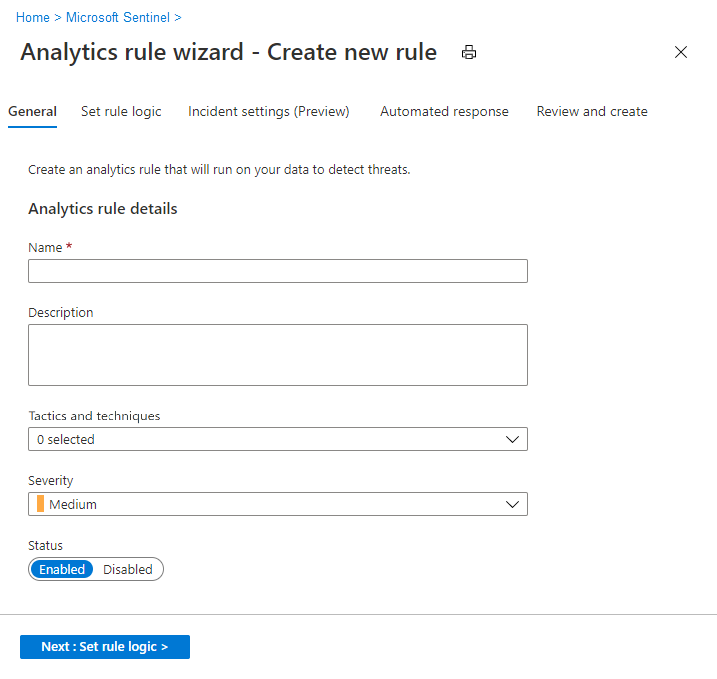 Home > Microsoft Sentinel >
Analytics rule wizard - Create new rule
General Set rule logic Incident settings (Preview) Automated response Review and create
Create an analytics rule that will run on your data to detect threats.
Analytics rule details
Name *
Description
Tactics and techniques
0 selected
Severity
Medium
Status
Enabled Disabled
Next : Set rule logic >